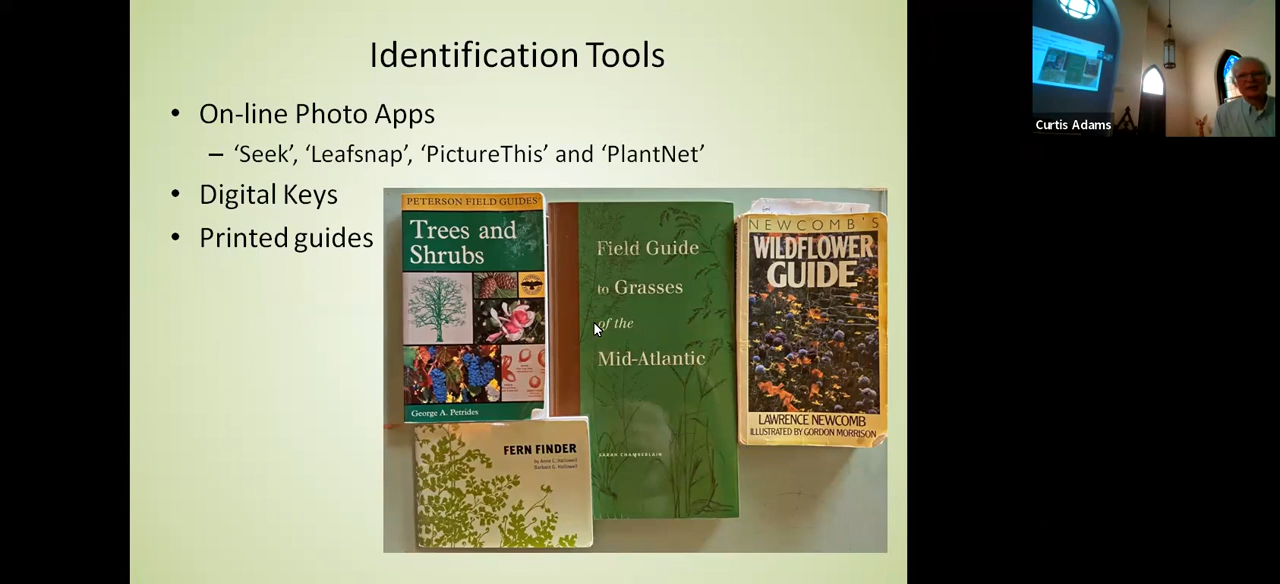 Identification Tools
• On-line Photo Apps
– ‘Seek’, ‘Leafsnap’, ‘PictureThis’ and ‘PlantNet’
• Digital Keys
• Printed guides
PETERSON FIELD GUIDES®
Trees and
Shrubs
George A. Petrides
FERN FINDER
by Anne C. Hallowell
Barbara G. Hallowell
Field Guide
to Grasses
of the
Mid-Atlantic
SARAH CHAMBERLAIN
NEWCOMB'S
WILDFLOWER
GUIDE
LAWRENCE NEWCOMB
ILLUSTRATED BY GORDON MORRISON
Curtis Adams